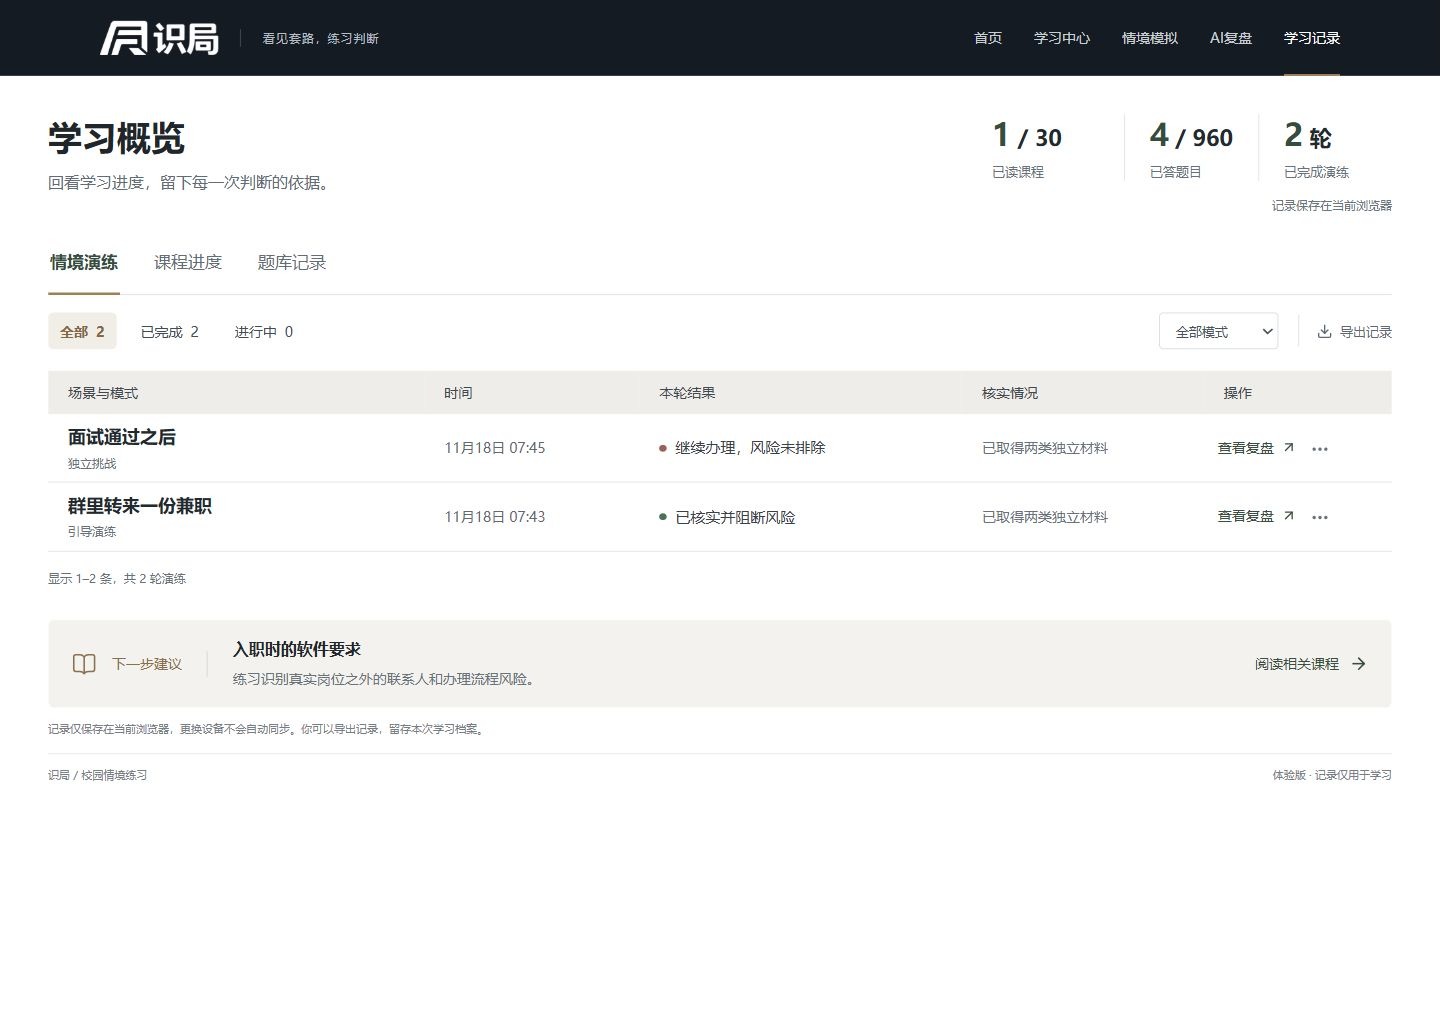 识局
看见套路，练习判断
首页 学习中心 情境模拟 AI复盘 学习记录
学习概览
回看学习进度，留下每一次判断的依据。
1 / 30
已读课程
4 / 960
已答题目
2 轮
已完成演练
记录保存在当前浏览器
情境演练 课程进度 题库记录
全部 2 已完成 2 进行中 0
全部模式
导出记录
场景与模式 时间 本轮结果 核实情况 操作
面试通过之后
独立挑战
11月18日 07:45
继续办理，风险未排除
已取得两类独立材料
查看复盘
群里转来一份兼职
引导演练
11月18日 07:43
已核实并阻断风险
已取得两类独立材料
查看复盘
显示 1–2 条，共 2 轮演练
下一步建议
入职时的软件要求
练习识别真实岗位之外的联系人和办理流程风险。
阅读相关课程
记录仅保存在当前浏览器，更换设备不会自动同步。你可以导出记录，留存本次学习档案。
识局 / 校园情境练习
体验版 · 记录仅用于学习